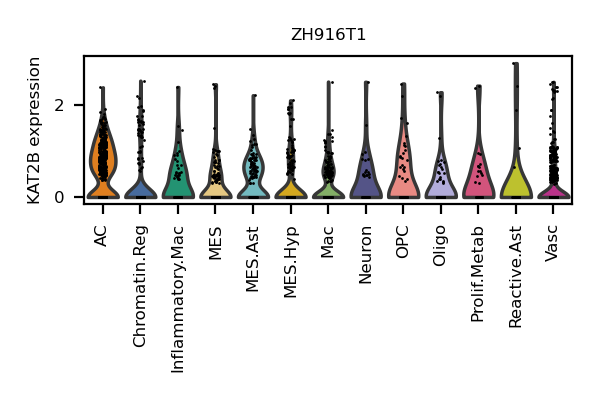 ZH916T1
KAT2B expression
2
0
AC
Chromatin.Reg
Inflammatory.Mac
MES
MES.Ast
MES.Hyp
Mac
Neuron
OPC
Oligo
Prolif.Metab
Reactive.Ast
Vasc